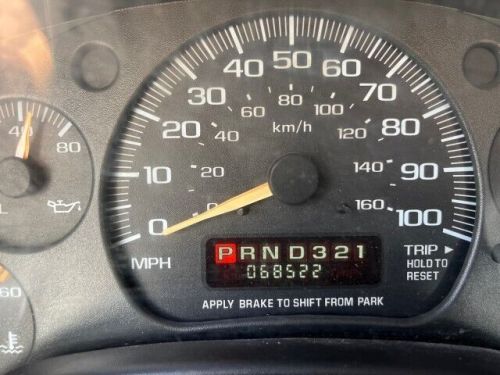 50
40 60
30 80 70
60 100
20 40 km/h 120 80
40 80
10 20 140 90
0 0 160 100
L
MPH PRND321 TRIP ▶
068522 HOLD TO
RESET
60
APPLY BRAKE TO SHIFT FROM PARK